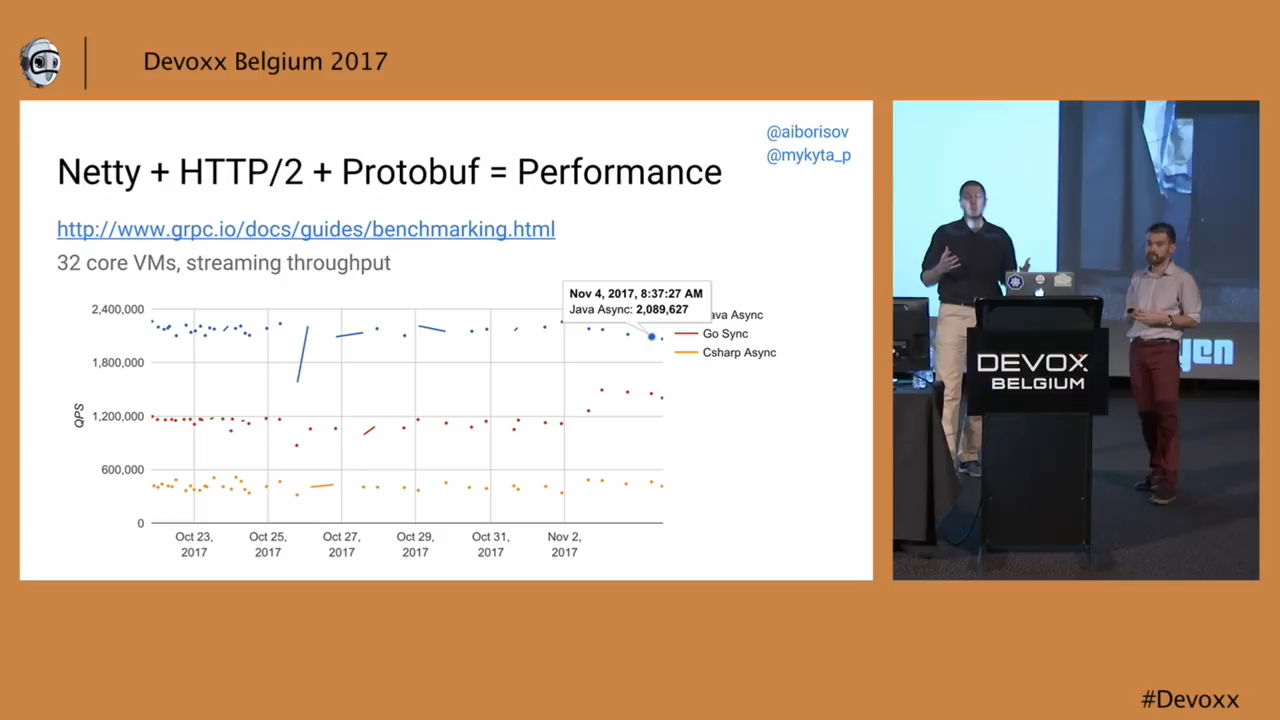 Devoxx Belgium 2017
@aiborisov
@mykyta_p
Netty + HTTP/2 + Protobuf = Performance
http://www.grpc.io/docs/guides/benchmarking.html
32 core VMs, streaming throughput
Nov 4, 2017, 8:37:27 AM
Java Async: 2,089,627
ava Async
Go Sync
Csharp Async
QPS
2,400,000
1,800,000
1,200,000
600,000
0
Oct 23,
2017
Oct 25,
2017
Oct 27,
2017
Oct 29,
2017
Oct 31,
2017
Nov 2,
2017
DEVOX
BELGIUM
yen
#Devoxx